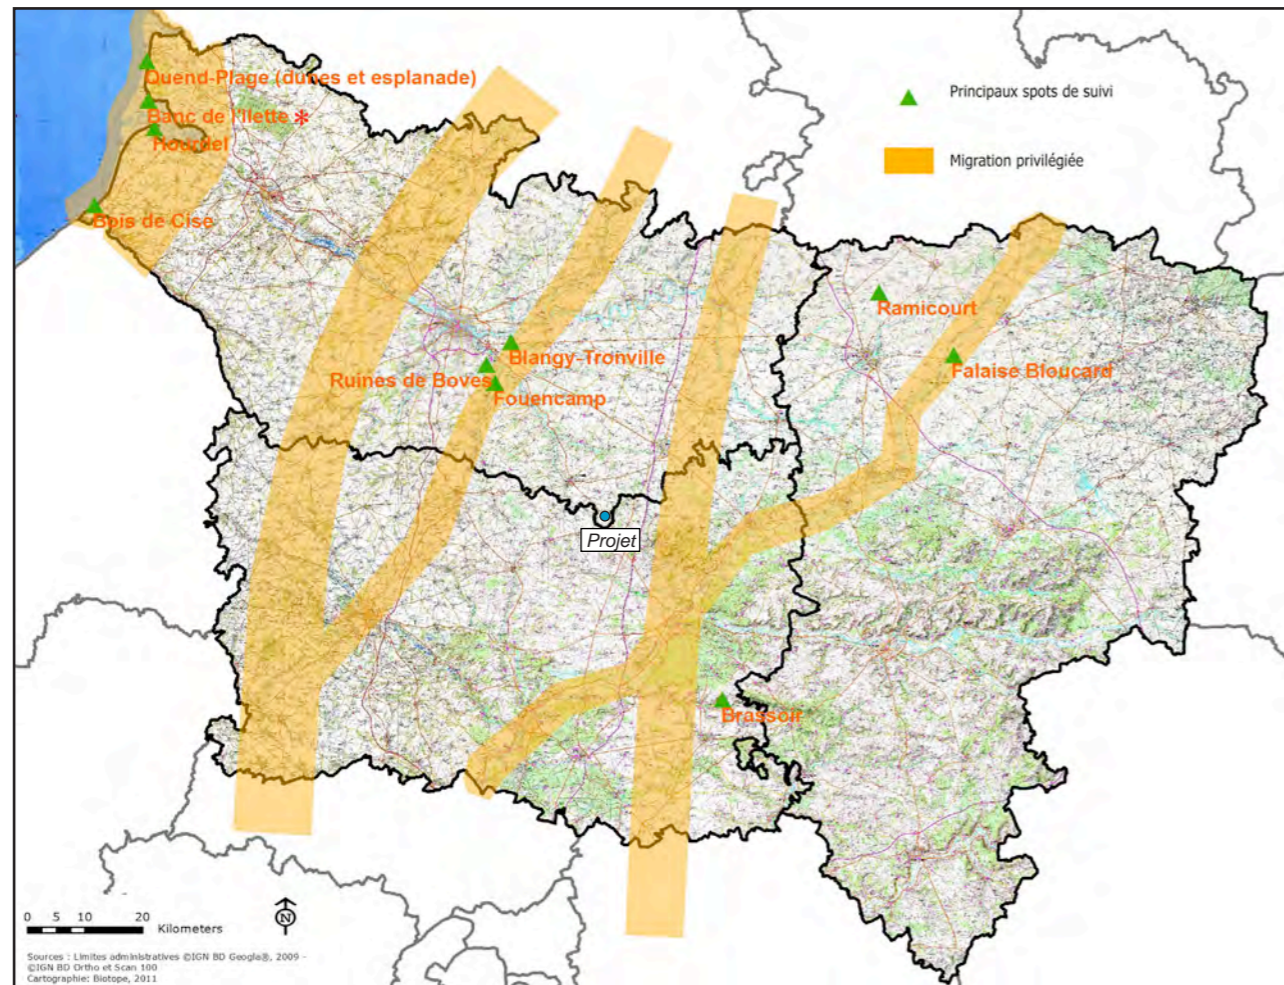 Quend-Plage (dunes et esplanade)
Banc de l'Ilette *
Hourdel
Bois de Cise
Principaux spots de suivi
Migration privilégiée
Ramicourt
Falaise Bloucard
Blangy-Tronville
Ruines de Boves
Fouencamp
Projet
Brassoir
N
0 5 10 20 Kilometers
Sources : Limites administratives ©IGN BD Geogla®, 2009 -
©IGN BD Ortho et Scan 100
Cartographie: Biotope, 2011